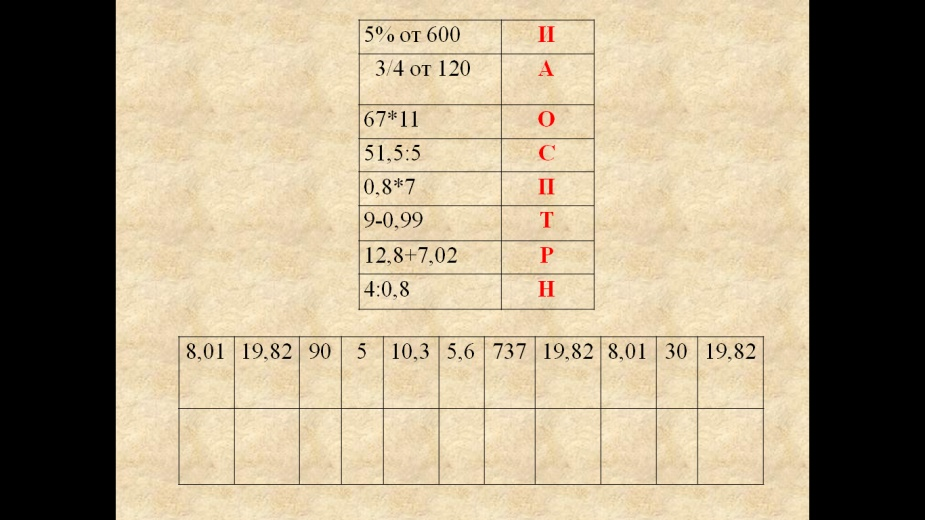 5% от 600 И
3/4 от 120 А
67*11 О
51,5:5 С
0,8*7 П
9-0,99 Т
12,8+7,02 Р
4:0,8 Н
8,01 19,82 90 5 10,3 5,6 737 19,82 8,01 30 19,82